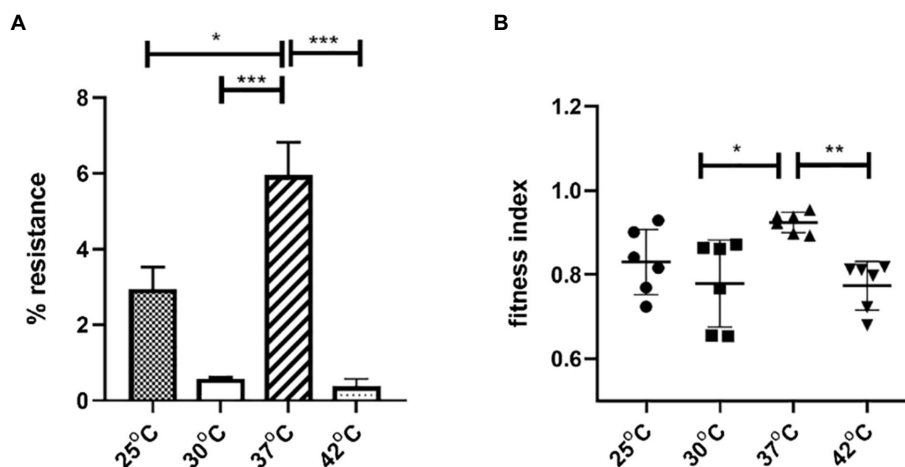 A
*
***
***
8
6
4
2
0
% resistance
25°C
30°C
37°C
42°C
B
*
**
1.2
1.0
0.8
0.6
fitness index
25°C
30°C
37°C
42°C